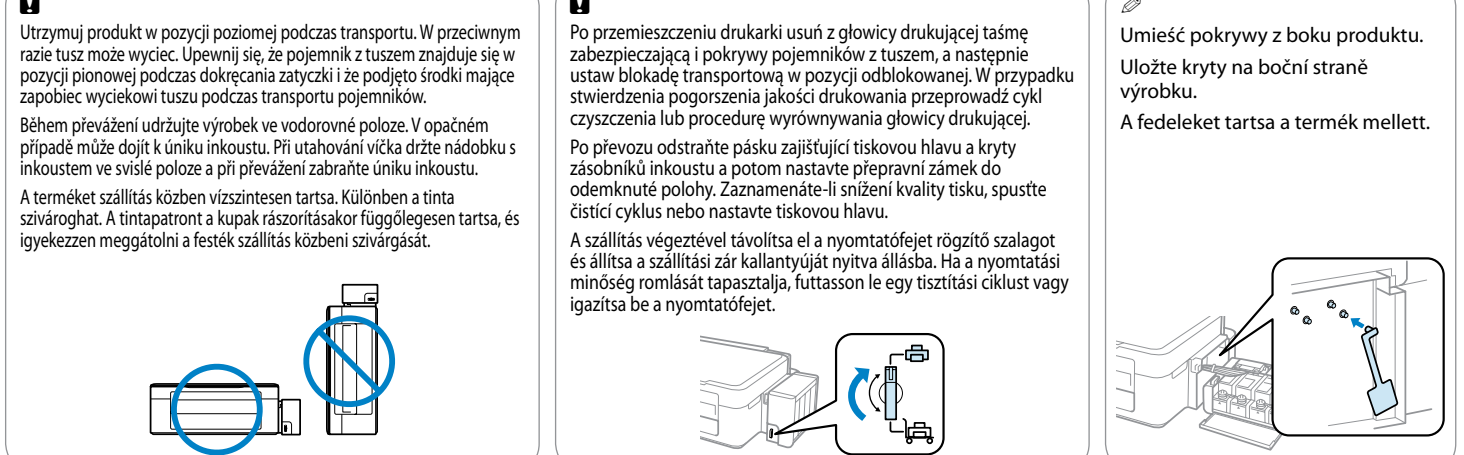 Utrzymuj produkt w pozycji poziomej podczas transportu. W przeciwnym
razie tusz może wyciec. Upewnij się, że pojemnik z tuszem znajduje się w
pozycji pionowej podczas dokręcania zatyczki i że podjęto środki mające
zapobiec wyciekowi tuszu podczas transportu pojemników.
Během převážení udržujte výrobek ve vodorovné poloze. V opačném
případě může dojít k úniku inkoustu. Při utahování víčka držte nádobku s
inkoustem ve svislé poloze a při převážení zabraňte úniku inkoustu.
A terméket szállítás közben vízszintesen tartsa. Különben a tinta
szivároghat. A tintapatront a kupak rászorításakor függőlegesen tartsa, és
igyekezzen meggátolni a festék szállítás közbeni szivárgását.
Po przemieszczeniu drukarki usuń z głowicy drukującej taśmę
zabezpieczającą i pokrywy pojemników z tuszem, a następnie
ustaw blokadę transportową w pozycji odblokowanej. W przypadku
stwierdzenia pogorszenia jakości drukowania przeprowadź cykl
czyszczenia lub procedurę wyrównywania głowicy drukującej.
Po převozu odstraňte pásku zajišťující tiskovou hlavu a kryty
zásobníků inkoustu a potom nastavte přepravní zámek do
odemknuté polohy. Zaznamenáte-li snížení kvality tisku, spusťte
čistící cyklus nebo nastavte tiskovou hlavu.
A szállítás végeztével távolítsa el a nyomtatófejet rögzítő szalagot
és állítsa a szállítási zár kallantyúját nyitva állásba. Ha a nyomtatási
minőség romlását tapasztalja, futtasson le egy tisztítási ciklust vagy
igazítsa be a nyomtatófejet.
Umieść pokrywy z boku produktu.
Uložte kryty na boční straně
výrobku.
A fedeleket tartsa a termék mellett.